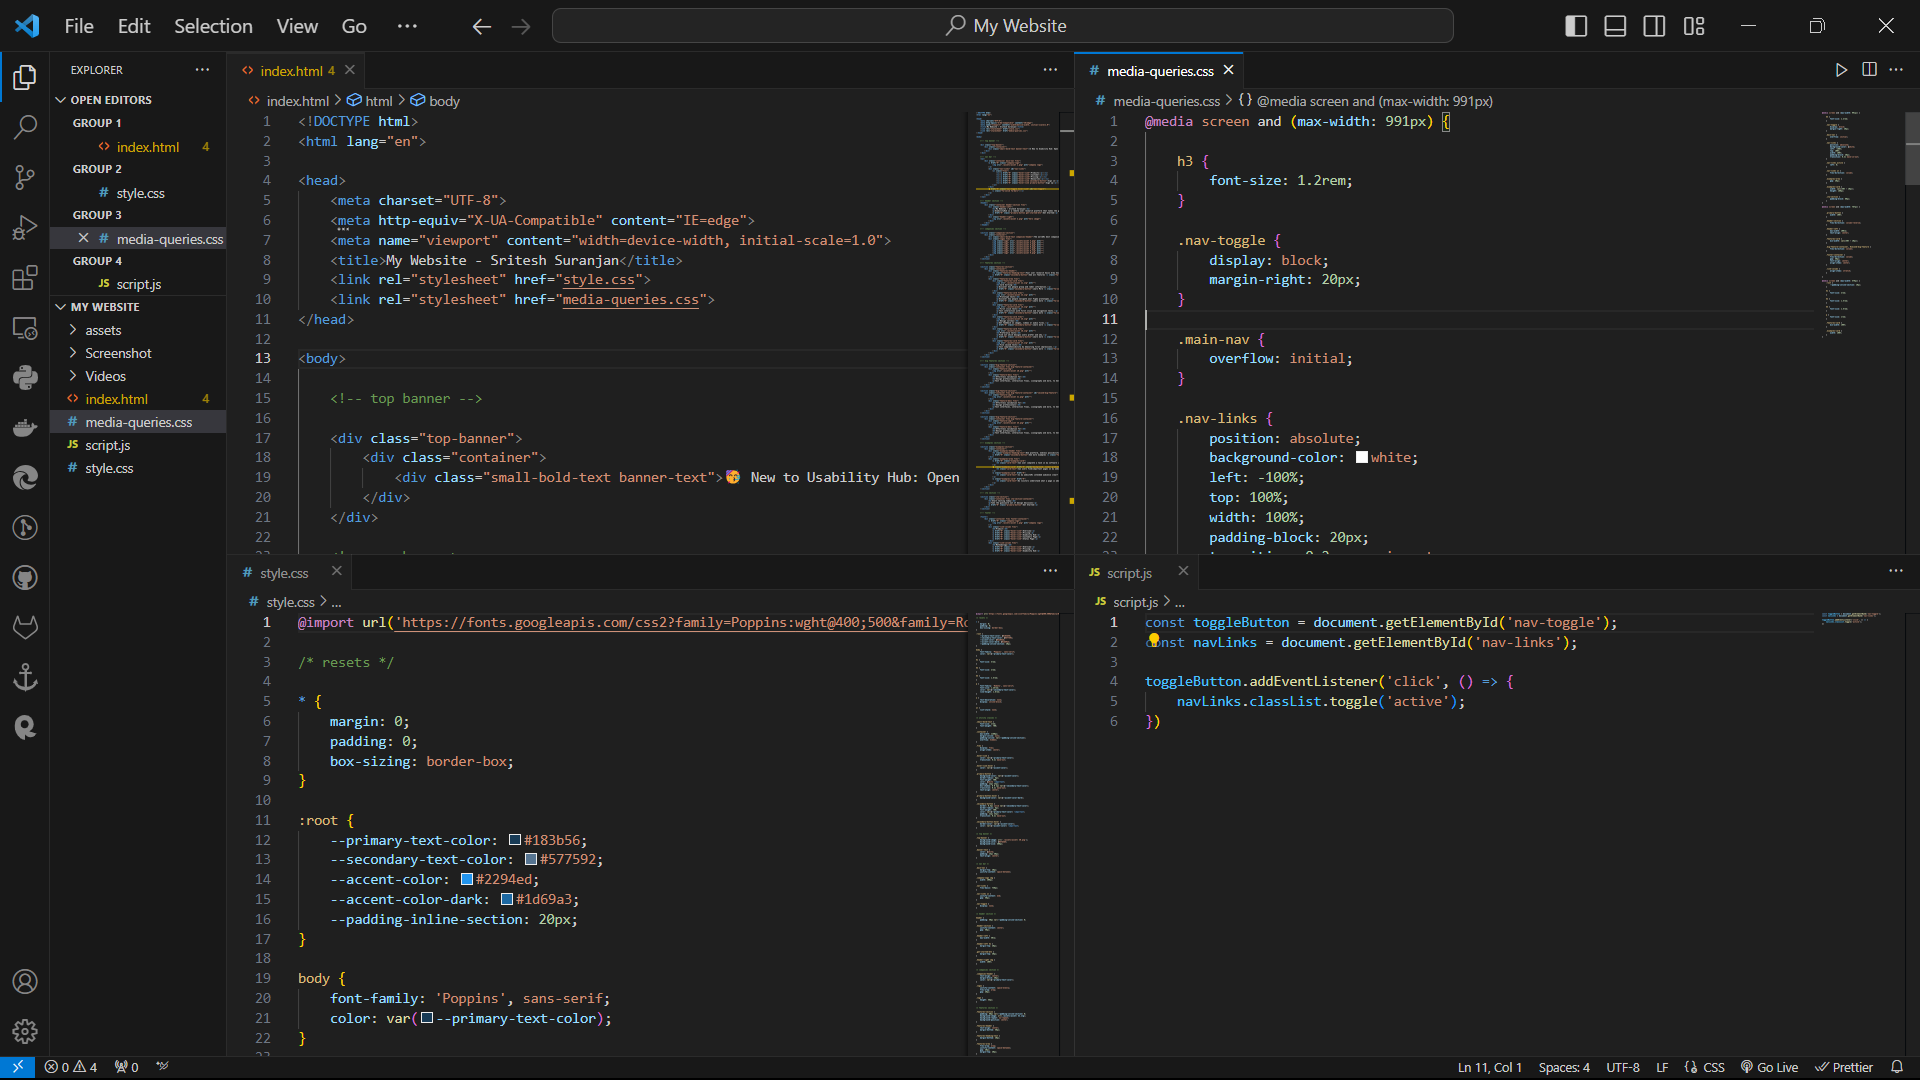 File Edit Selection View Go ··· My Website
EXPLORER ···
OPEN EDITORS
GROUP 1
index.html 4
GROUP 2
# style.css
GROUP 3
# media-queries.css
GROUP 4
JS script.js
MY WEBSITE
assets
Screenshot
Videos
index.html 4
# media-queries.css
JS script.js
# style.css
index.html 4
index.html > html > body
1 <!DOCTYPE html>
2 <html lang="en">
3
4 <head>
5 <meta charset="UTF-8">
6 <meta http-equiv="X-UA-Compatible" content="IE=edge">
7 <meta name="viewport" content="width=device-width, initial-scale=1.0">
8 <title>My Website - Sritesh Suranjan</title>
9 <link rel="stylesheet" href="style.css">
10 <link rel="stylesheet" href="media-queries.css">
11 </head>
12
13 <body>
14
15 <!-- top banner -->
16
17 <div class="top-banner">
18 <div class="container">
19 <div class="small-bold-text banner-text">😴 New to Usability Hub: Open
20 </div>
21 </div>
22
# media-queries.css
# media-queries.css > {} @media screen and (max-width: 991px)
1 @media screen and (max-width: 991px) {
2
3 h3 {
4 font-size: 1.2rem;
5 }
6
7 .nav-toggle {
8 display: block;
9 margin-right: 20px;
10 }
11
12 .main-nav {
13 overflow: initial;
14 }
15
16 .nav-links {
17 position: absolute;
18 background-color: white;
19 left: -100%;
20 top: 100%;
21 width: 100%;
22 padding-block: 20px;
# style.css
# style.css > ...
1 @import url('https://fonts.googleapis.com/css2?family=Poppins:wght@400;500&family=Ro
2
3 /* resets */
4
5 * {
6 margin: 0;
7 padding: 0;
8 box-sizing: border-box;
9 }
10
11 :root {
12 --primary-text-color: #183b56;
13 --secondary-text-color: #577592;
14 --accent-color: #2294ed;
15 --accent-color-dark: #1d69a3;
16 --padding-inline-section: 20px;
17 }
18
19 body {
20 font-family: 'Poppins', sans-serif;
21 color: var(--primary-text-color);
22 }
JS script.js
JS script.js > ...
1 const toggleButton = document.getElementById('nav-toggle');
2 const navLinks = document.getElementById('nav-links');
3
4 toggleButton.addEventListener('click', () => {
5 navLinks.classList.toggle('active');
6 })
0 4 0 Ln 11, Col 1 Spaces: 4 UTF-8 LF CSS Go Live Prettier